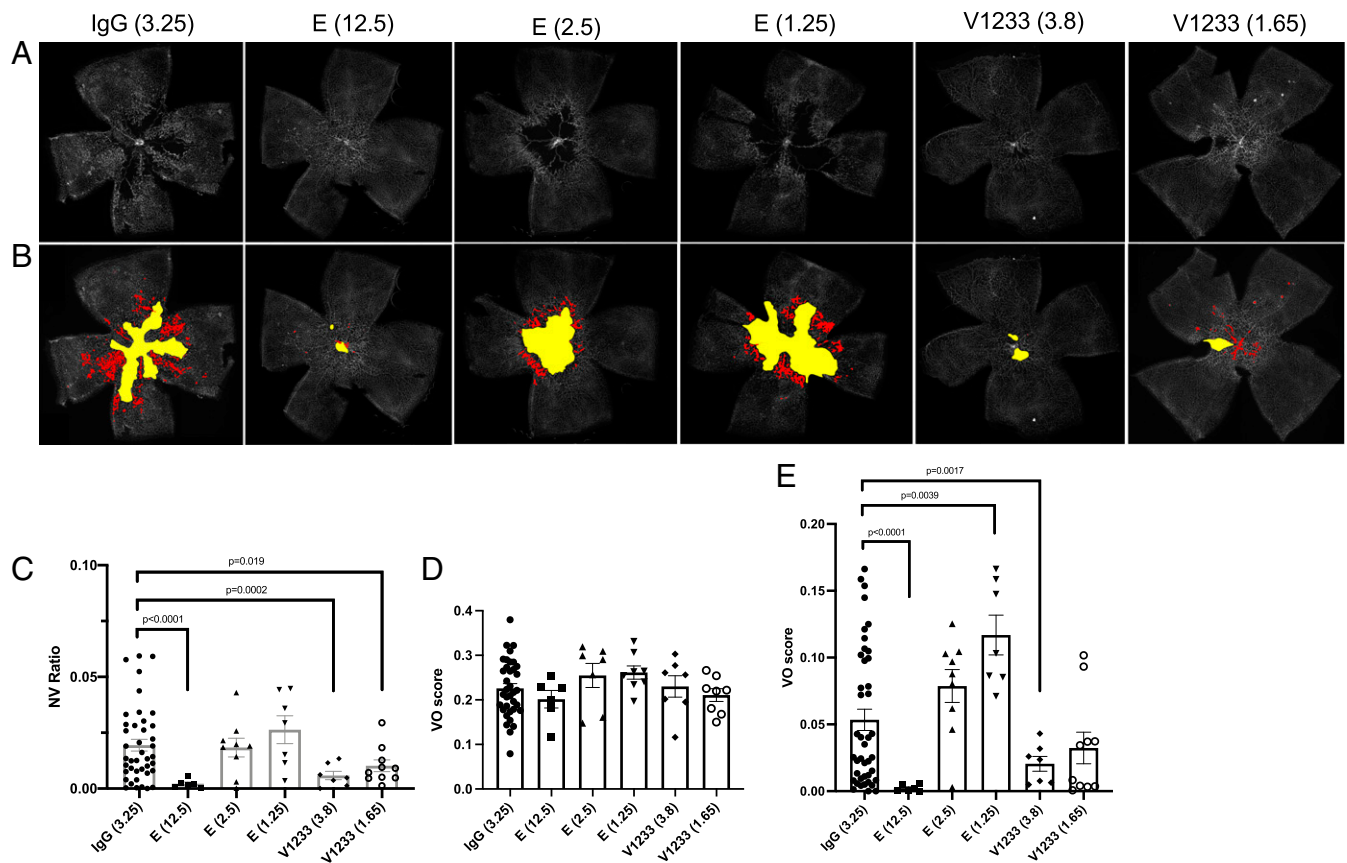 IgG (3.25) E (12.5) E (2.5) E (1.25) V1233 (3.8) V1233 (1.65)
A
B
C
p=0.019
p=0.0002
p<0.0001
NV Ratio
0.10
0.05
0.00
IgG (3.25) E (12.5) E (2.5) E (1.25) V1233 (3.8) V1233 (1.65)
D
VO score
0.4
0.3
0.2
0.1
0.0
IgG (3.25) E (12.5) E (2.5) E (1.25) V1233 (3.8) V1233 (1.65)
E
p=0.0017
p=0.0039
p<0.0001
VO score
0.20
0.15
0.10
0.05
0.00
IgG (3.25) E (12.5) E (2.5) E (1.25) V1233 (3.8) V1233 (1.65)